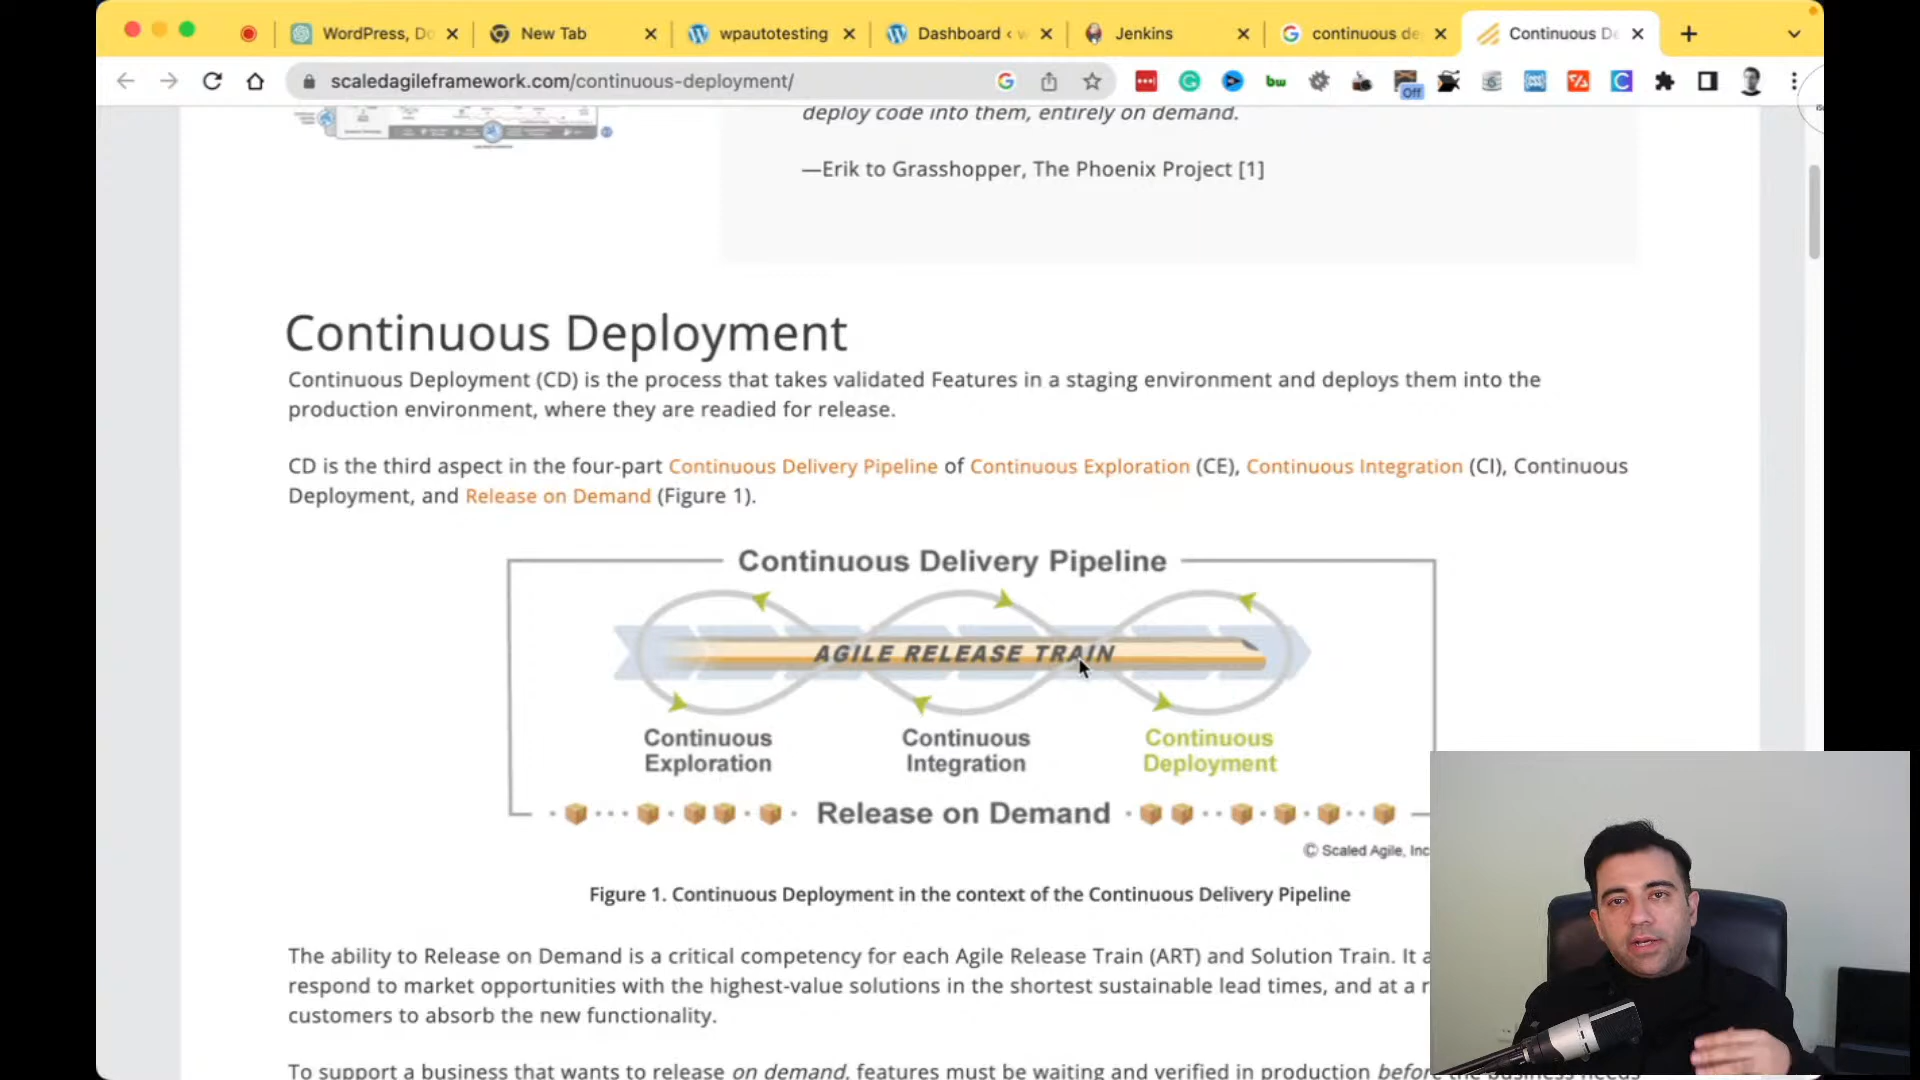 WordPress, Do
New Tab
wpautotesting
Dashboard ‹ w
Jenkins
continuous de
Continuous De
scaledagileframework.com/continuous-deployment/
Off
deploy code into them, entirely on demand.
—Erik to Grasshopper, The Phoenix Project [1]
Continuous Deployment
Continuous Deployment (CD) is the process that takes validated Features in a staging environment and deploys them into the
production environment, where they are readied for release.
CD is the third aspect in the four-part Continuous Delivery Pipeline of Continuous Exploration (CE), Continuous Integration (CI), Continuous
Deployment, and Release on Demand (Figure 1).
Continuous Delivery Pipeline
AGILE RELEASE TRAIN
Continuous
Exploration
Continuous
Integration
Continuous
Deployment
Release on Demand
© Scaled Agile, Inc
Figure 1. Continuous Deployment in the context of the Continuous Delivery Pipeline
The ability to Release on Demand is a critical competency for each Agile Release Train (ART) and Solution Train. It a
respond to market opportunities with the highest-value solutions in the shortest sustainable lead times, and at a r
customers to absorb the new functionality.
To support a business that wants to release on demand, features must be waiting and verified in production before the business needs